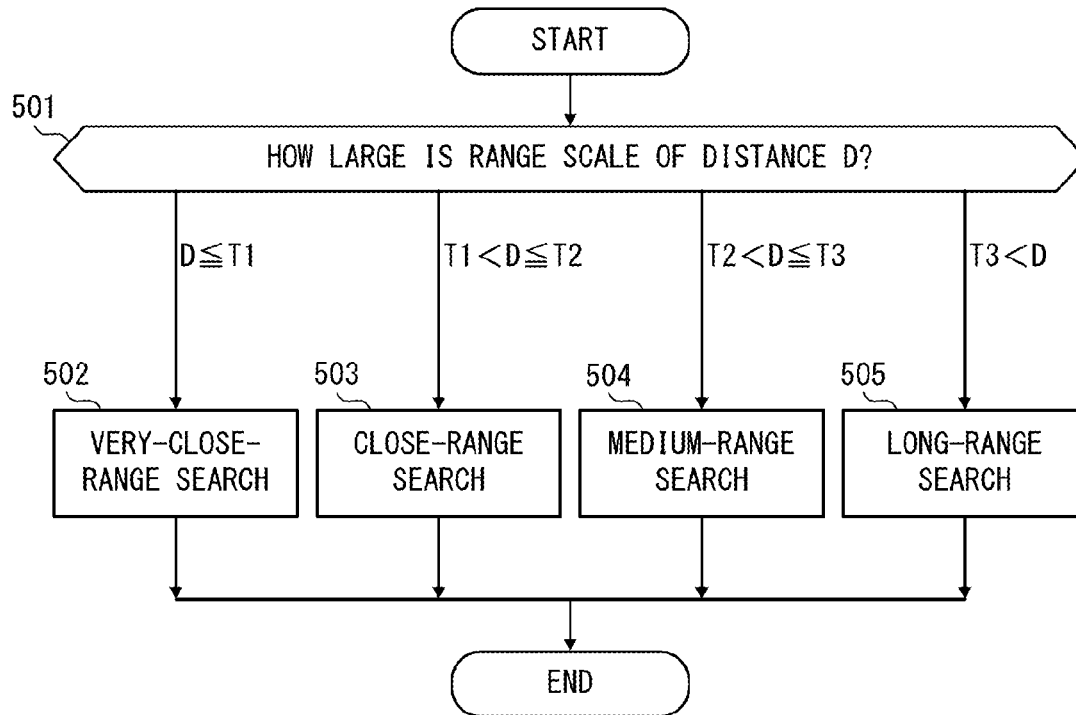 START
501
HOW LARGE IS RANGE SCALE OF DISTANCE D?
D≦T1
T1<D≦T2
T2<D≦T3
T3<D
502
VERY-CLOSE-
RANGE SEARCH
503
CLOSE-RANGE
SEARCH
504
MEDIUM-RANGE
SEARCH
505
LONG-RANGE
SEARCH
END